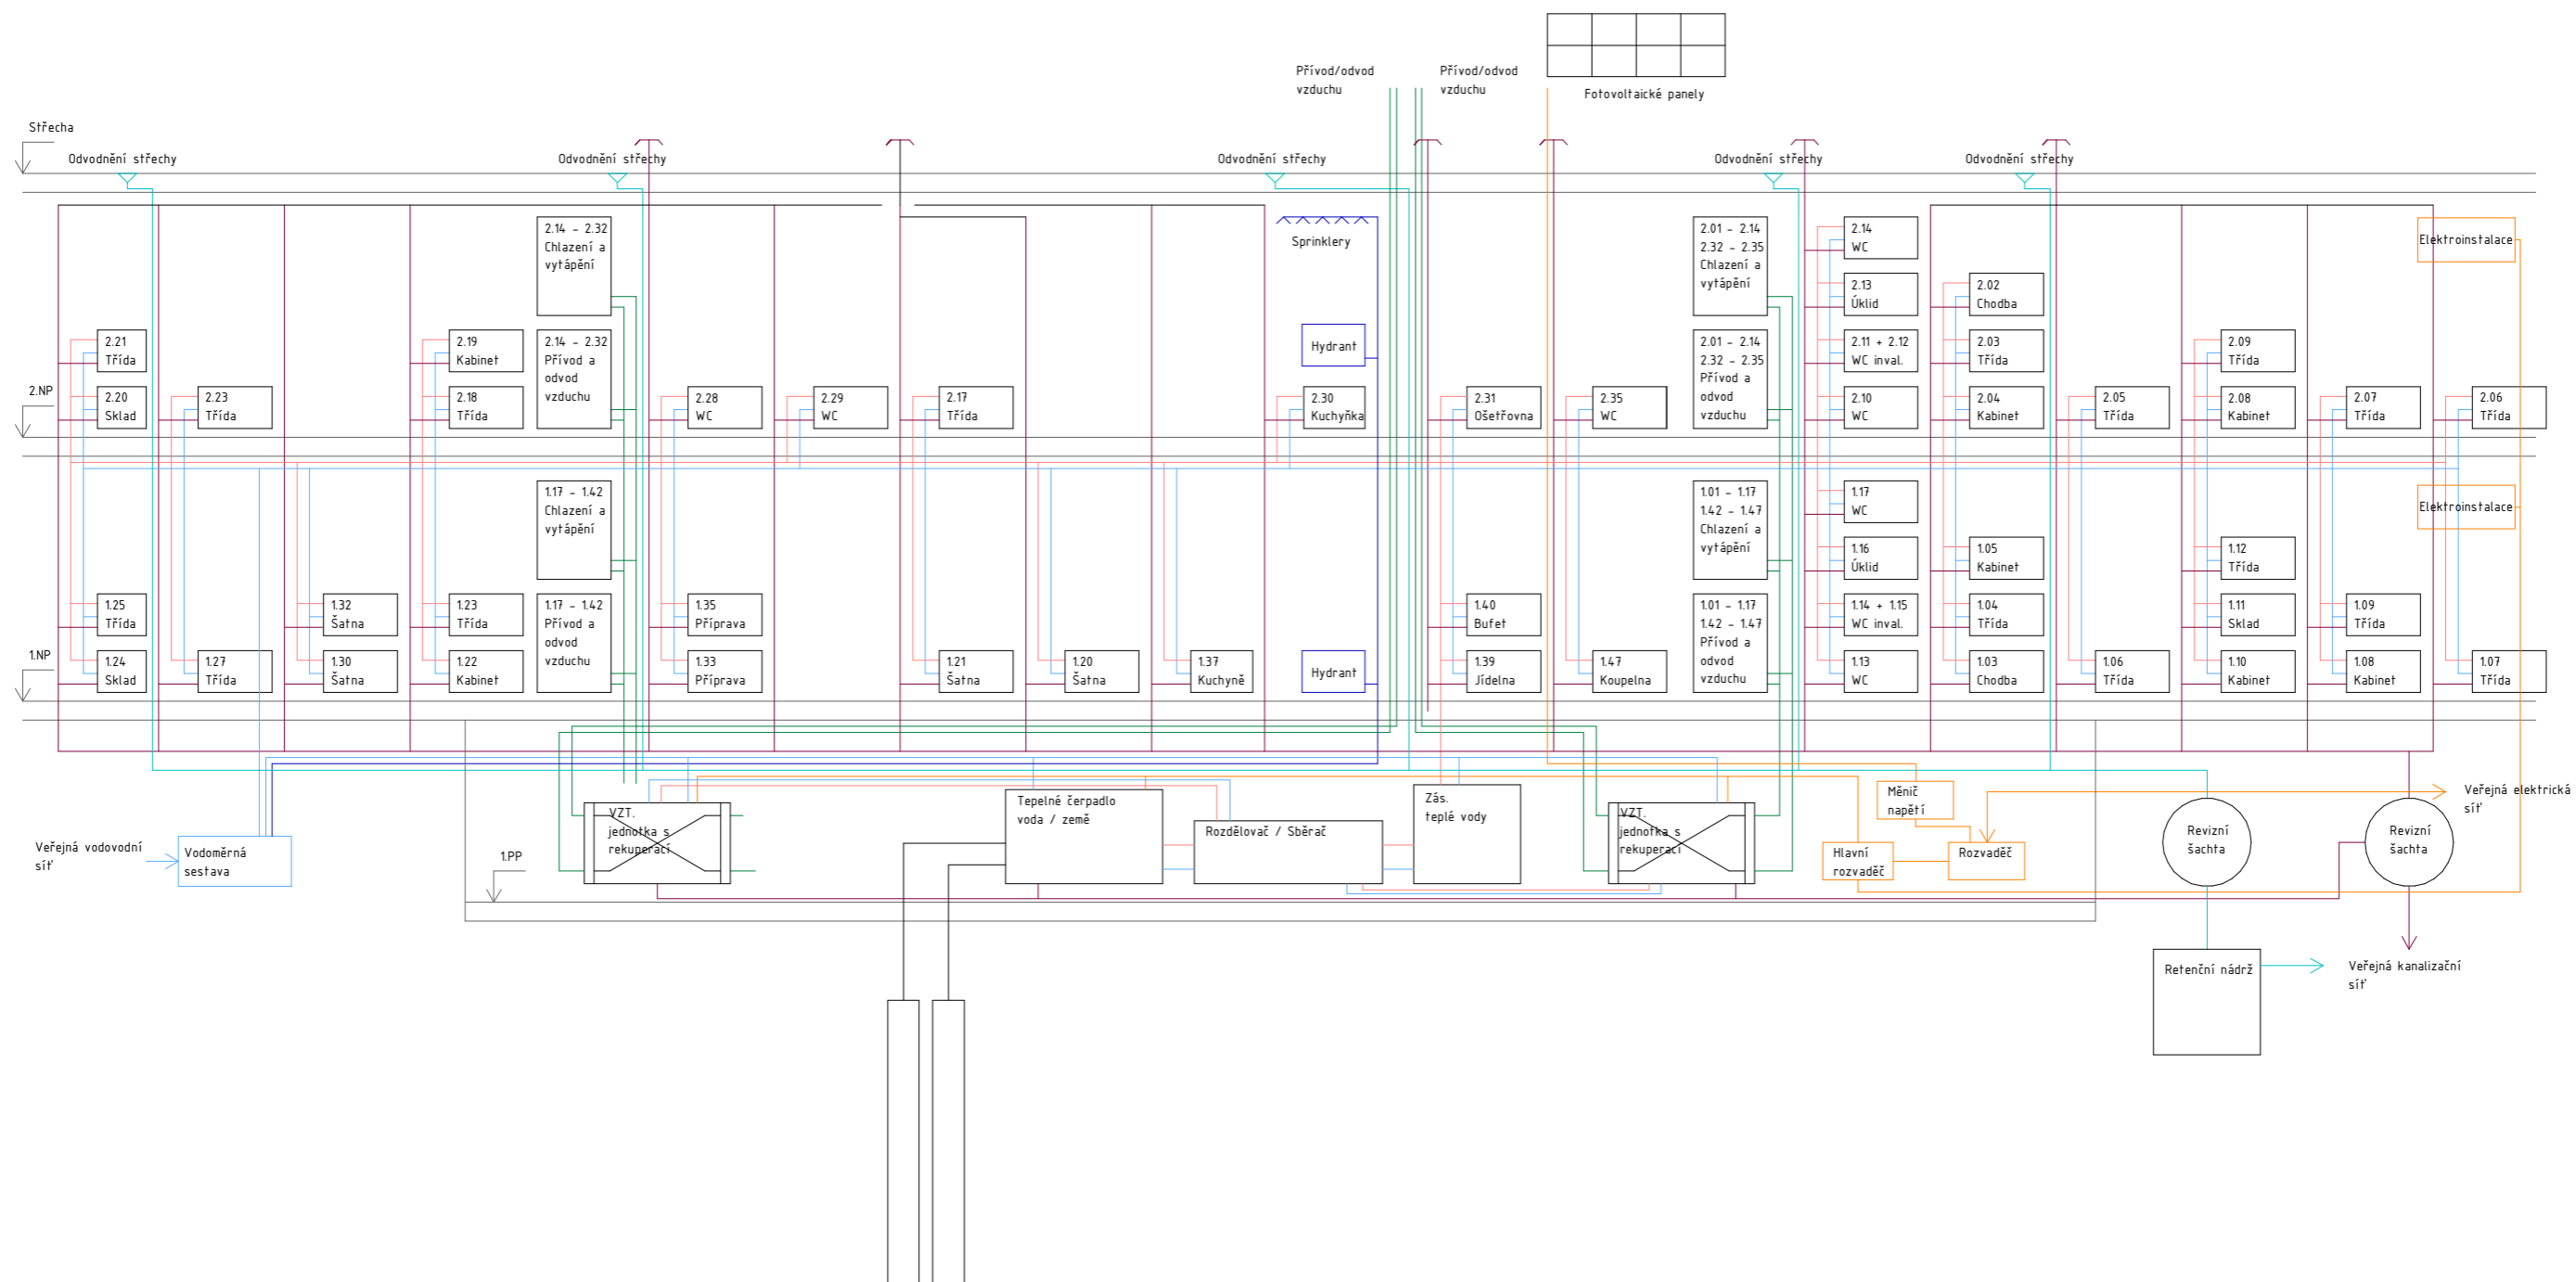 Přívod/odvod
vzduchu
Přívod/odvod
vzduchu
Fotovoltaické panely
Střecha
Odvodnění střechy
Odvodnění střechy
Odvodnění střechy
Odvodnění střechy
Odvodnění střechy
2.14 - 2.32
Chlazení a
vytápění
Sprinklery
2.01 - 2.14
2.32 - 2.35
Chlazení a
vytápění
2.14
WC
Elektroinstalace
2.13
Úklid
2.02
Chodba
2.21
Třída
2.19
Kabinet
2.14 - 2.32
Přívod a
odvod
vzduchu
Hydrant
2.01 - 2.14
2.32 - 2.35
Přívod a
odvod
vzduchu
2.11 + 2.12
WC inval.
2.03
Třída
2.09
Třída
2.NP
2.20
Sklad
2.23
Třída
2.18
Třída
2.28
WC
2.29
WC
2.17
Třída
2.30
Kuchyňka
2.31
Ošetřovna
2.35
WC
2.10
WC
2.04
Kabinet
2.05
Třída
2.08
Kabinet
2.07
Třída
2.06
Třída
1.17 - 1.42
Chlazení a
vytápění
1.01 - 1.17
1.42 - 1.47
Chlazení a
vytápění
1.17
WC
Elektroinstalace
1.16
Úklid
1.05
Kabinet
1.12
Třída
1.25
Třída
1.32
Šatna
1.23
Třída
1.17 - 1.42
Přívod a
odvod
vzduchu
1.35
Příprava
1.40
Bufet
1.01 - 1.17
1.42 - 1.47
Přívod a
odvod
vzduchu
1.14 + 1.15
WC inval.
1.04
Třída
1.11
Sklad
1.09
Třída
1.NP
1.24
Sklad
1.27
Třída
1.30
Šatna
1.22
Kabinet
1.33
Příprava
1.21
Šatna
1.20
Šatna
1.37
Kuchyně
Hydrant
1.39
Jídelna
1.47
Koupelna
1.13
WC
1.03
Chodba
1.06
Třída
1.10
Kabinet
1.08
Kabinet
1.07
Třída
Veřejná vodovodní
síť
Vodoměrná
sestava
1.PP
VZT.
jednotka s
rekuperací
Tepelné čerpadlo
voda / země
Rozdělovač / Sběrač
Zás.
teplé vody
VZT.
jednotka s
rekuperací
Měnič
napětí
Hlavní
rozvaděč
Rozvaděč
Revizní
šachta
Revizní
šachta
Veřejná elektrická
síť
Retenční nádrž
Veřejná kanalizační
síť